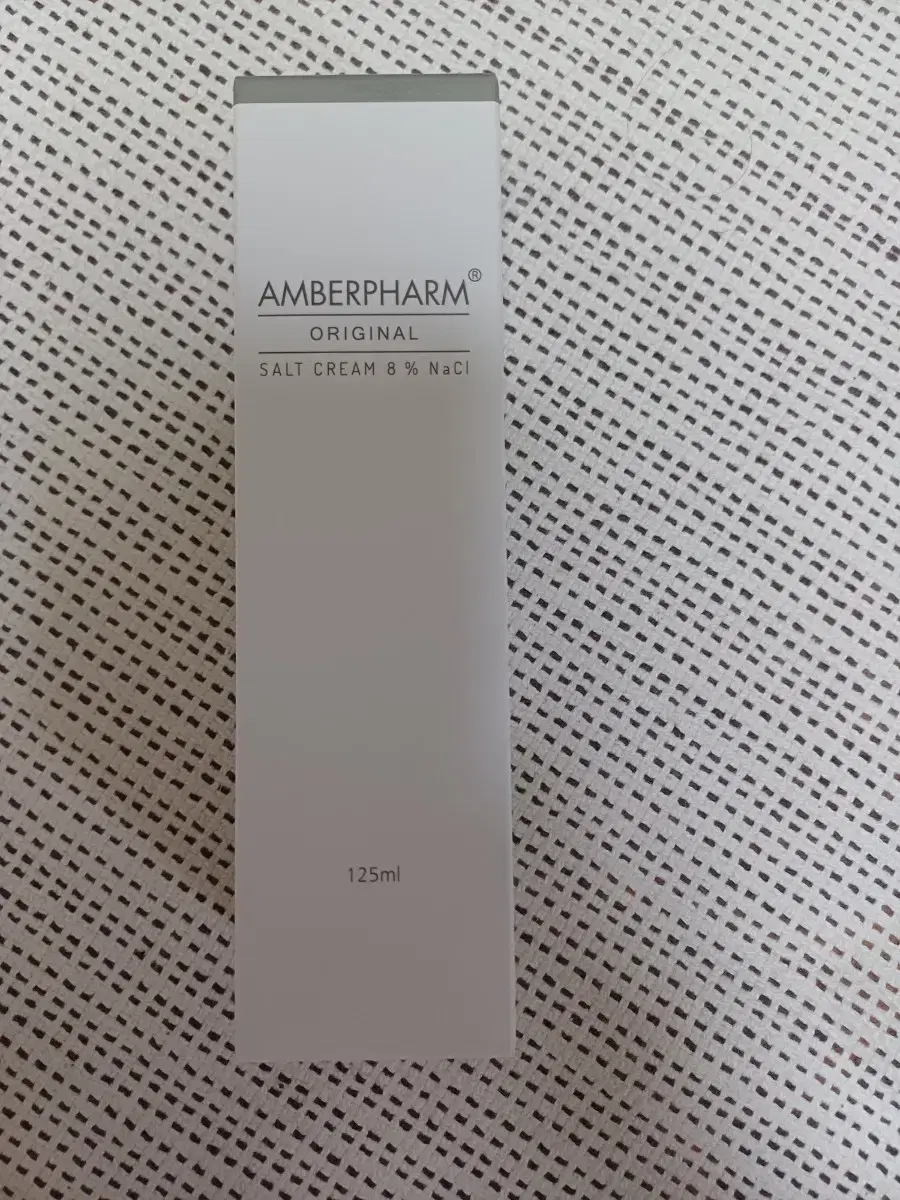 AMBERPHARM®
ORIGINAL
SALT CREAM 8 % NaCl
125ml